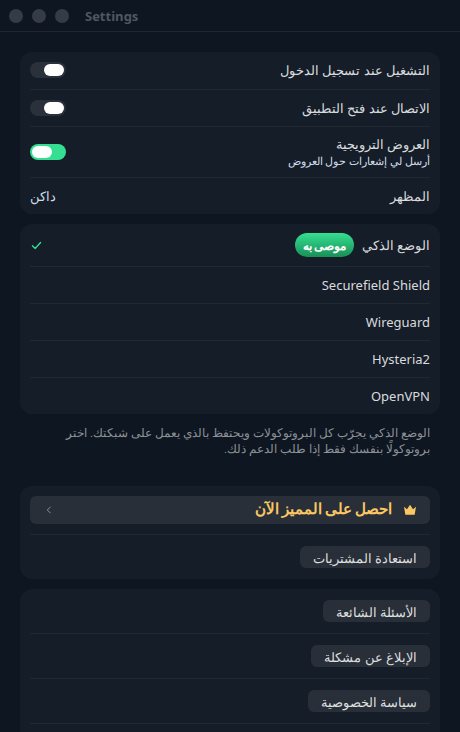 Settings
التشغيل عند تسجيل الدخول
الاتصال عند فتح التطبيق
العروض الترويجية
أرسل لي إشعارات حول العروض
المظهر داكن
الوضع الذكي موصى به
Securefield Shield
Wireguard
Hysteria2
OpenVPN
الوضع الذكي يجرّب كل البروتوكولات ويحتفظ بالذي يعمل على شبكتك. اختر
بروتوكولًا بنفسك فقط إذا طلب الدعم ذلك.
احصل على المميز الآن
استعادة المشتريات
الأسئلة الشائعة
الإبلاغ عن مشكلة
سياسة الخصوصية